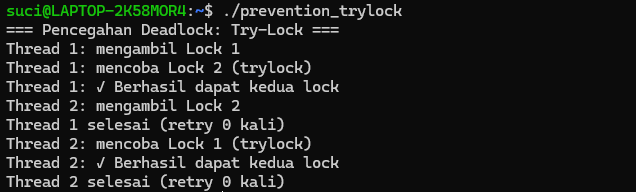 suci@LAPTOP-2K58MOR4:~$ ./prevention_trylock
=== Pencegahan Deadlock: Try-Lock ===
Thread 1: mengambil Lock 1
Thread 1: mencoba Lock 2 (trylock)
Thread 1: ✓ Berhasil dapat kedua lock
Thread 2: mengambil Lock 2
Thread 1 selesai (retry 0 kali)
Thread 2: mencoba Lock 1 (trylock)
Thread 2: ✓ Berhasil dapat kedua lock
Thread 2 selesai (retry 0 kali)